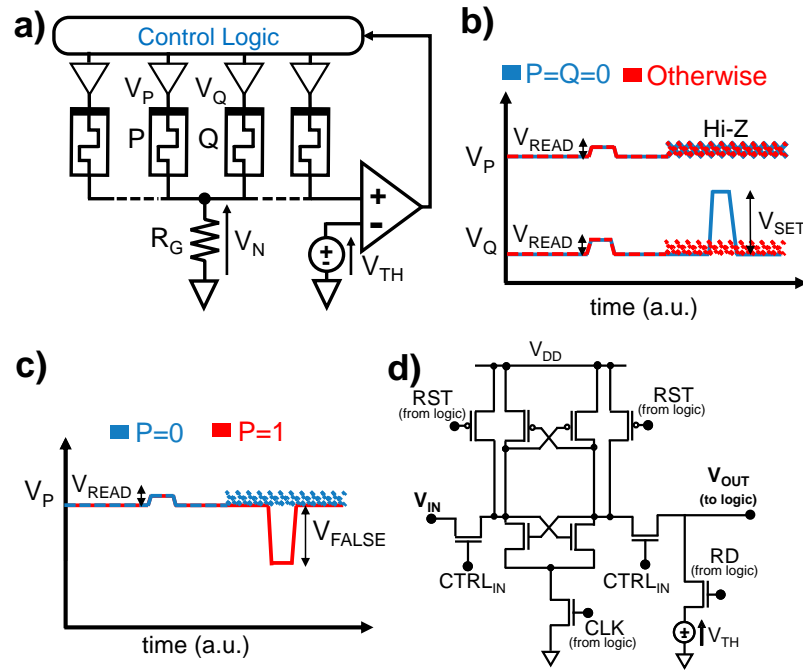 a)
Control Logic
V_P
V_Q
P
Q
R_G
V_N
+
-
+
-
V_TH
b)
P=Q=0 Otherwise
Hi-Z
V_READ
V_P
V_SET
V_READ
V_Q
time (a.u.)
c)
P=0 P=1
V_READ
V_P
V_FALSE
time (a.u.)
d)
V_DD
RST
(from logic)
RST
(from logic)
V_IN
V_OUT
(to logic)
CTRL_IN
CTRL_IN
RD
(from logic)
CLK
(from logic)
+
V_TH